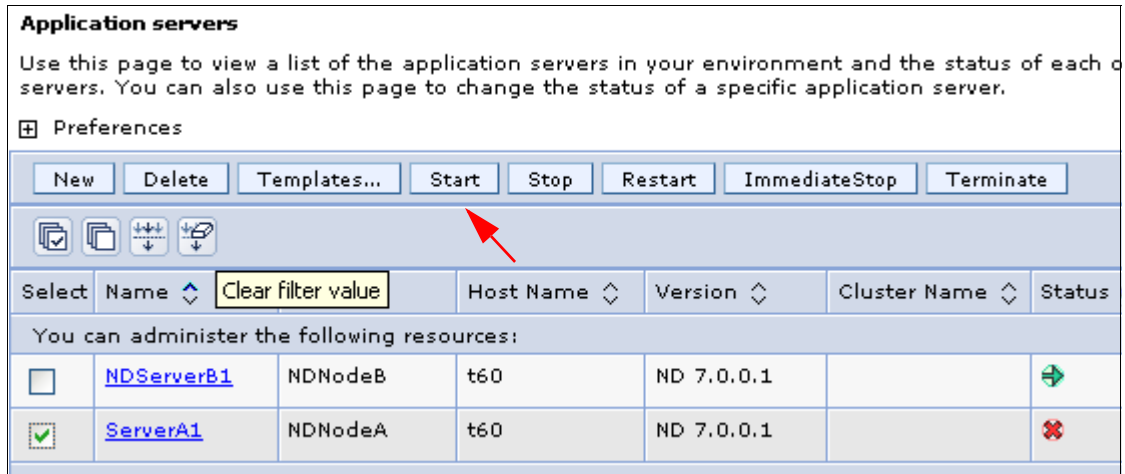 Application servers
Use this page to view a list of the application servers in your environment and the status of each o
servers. You can also use this page to change the status of a specific application server.
Preferences
New Delete Templates... Start Stop Restart ImmediateStop Terminate
Select Name Clear filter value Host Name Version Cluster Name Status
You can administer the following resources:
NDServerB1 NDNodeB t60 ND 7.0.0.1
ServerA1 NDNodeA t60 ND 7.0.0.1